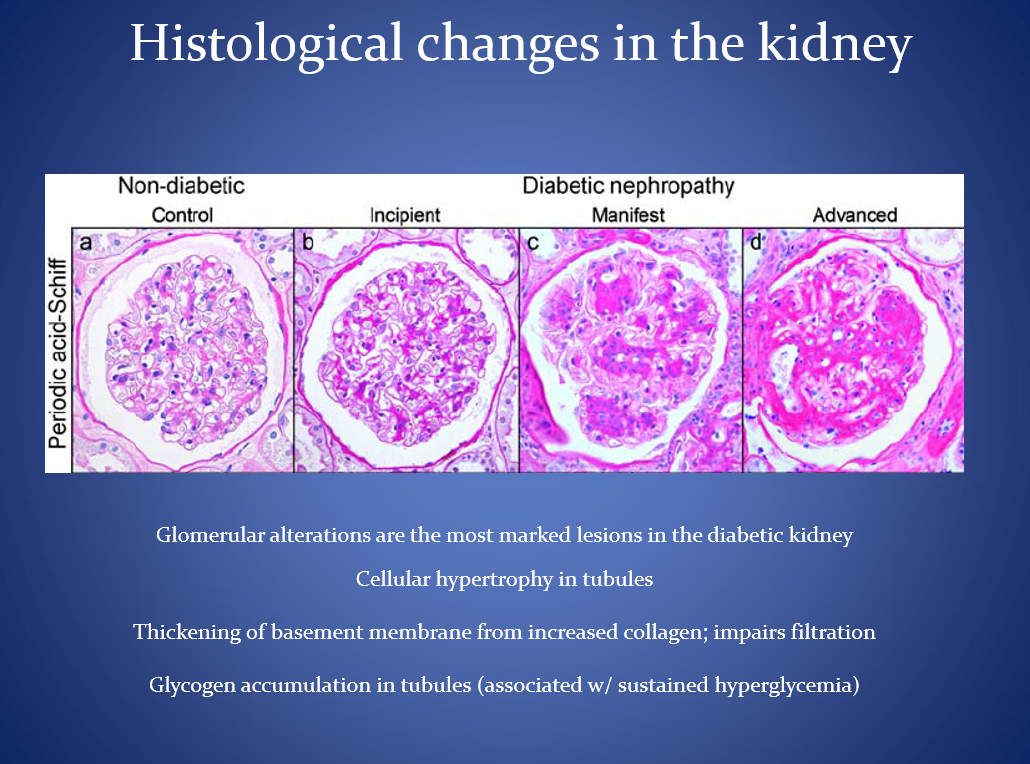 Histological changes in the kidney
Non-diabetic
Diabetic nephropathy
Control
Incipient
Manifest
Advanced
Periodic acid-Schiff
a
b
c
d
Glomerular alterations are the most marked lesions in the diabetic kidney
Cellular hypertrophy in tubules
Thickening of basement membrane from increased collagen; impairs filtration
Glycogen accumulation in tubules (associated w/ sustained hyperglycemia)